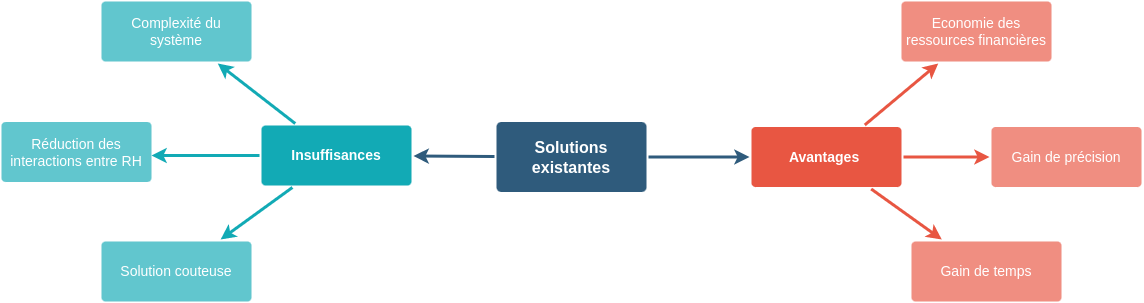 Complexité du
système
Economie des
ressources financières
Réduction des
interactions entre RH
Insuffisances
Solutions
existantes
Avantages
Gain de précision
Solution couteuse
Gain de temps